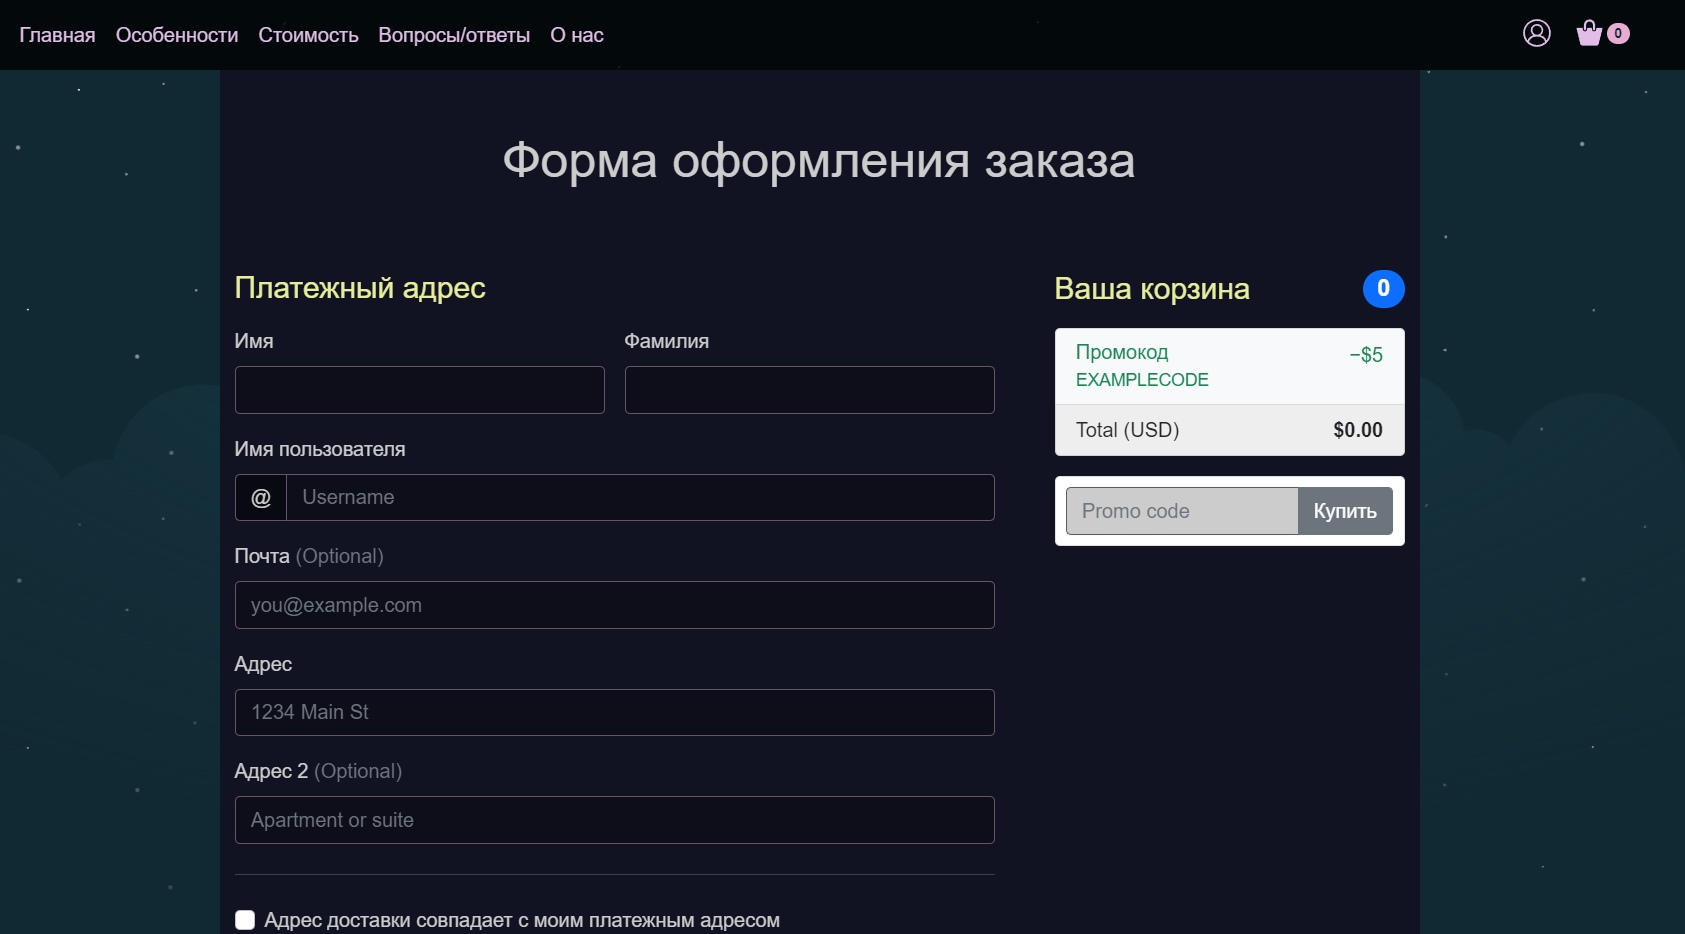 Главная Особенности Стоимость Вопросы/ответы О нас 0
Форма оформления заказа
Платежный адрес
Имя Фамилия
Имя пользователя
@ Username
Почта (Optional)
you@example.com
Адрес
1234 Main St
Адрес 2 (Optional)
Apartment or suite
Адрес доставки совпадает с моим платежным адресом
Ваша корзина 0
Промокод −$5
EXAMPLECODE
Total (USD) $0.00
Promo code Купить